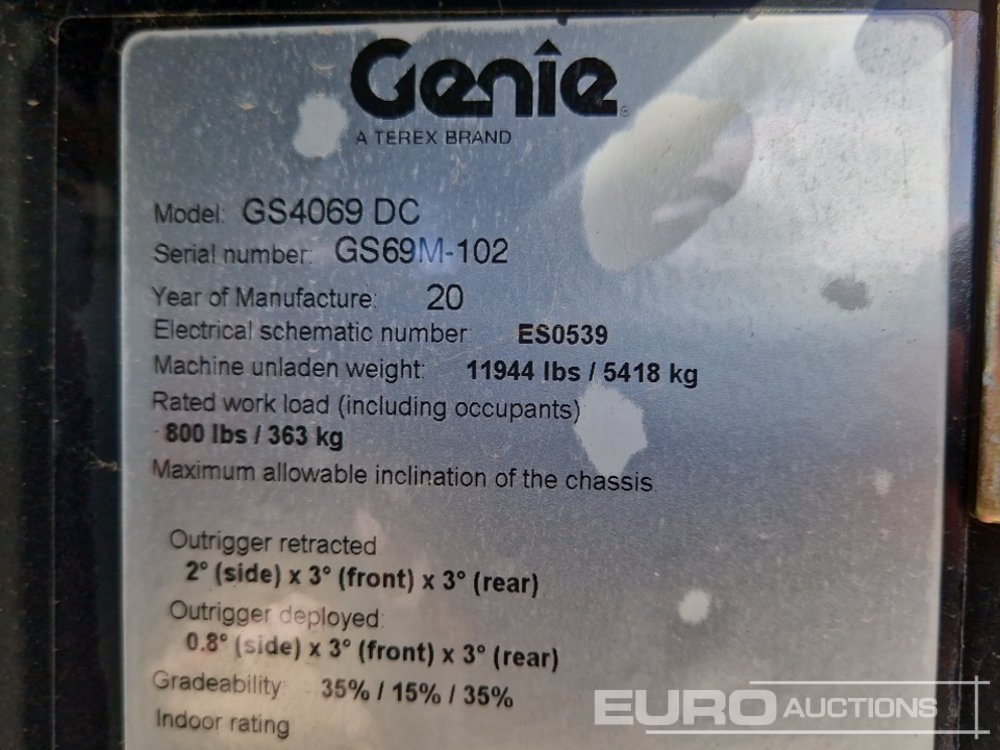 Genie
A TEREX BRAND
Model: GS4069 DC
Serial number: GS69M-102
Year of Manufacture: 20
Electrical schematic number ES0539
Machine unladen weight: 11944 lbs / 5418 kg
Rated work load (including occupants)
800 lbs / 363 kg
Maximum allowable inclination of the chassis
Outrigger retracted
2° (side) x 3° (front) x 3° (rear)
Outrigger deployed:
0.8° (side) x 3° (front) x 3° (rear)
Gradeability: 35% / 15% / 35%
Indoor rating
EURO AUCTIONS